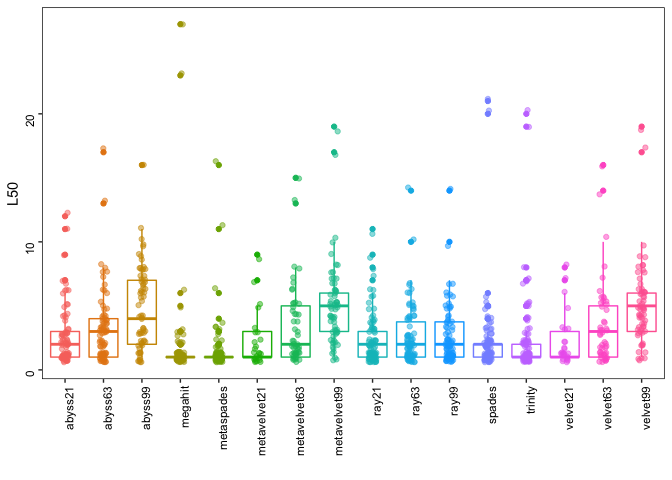 L50
20
10
0
abyss21
abyss63
abyss99
megahit
metaspades
metavelvet21
metavelvet63
metavelvet99
ray21
ray63
ray99
spades
trinity
velvet21
velvet63
velvet99